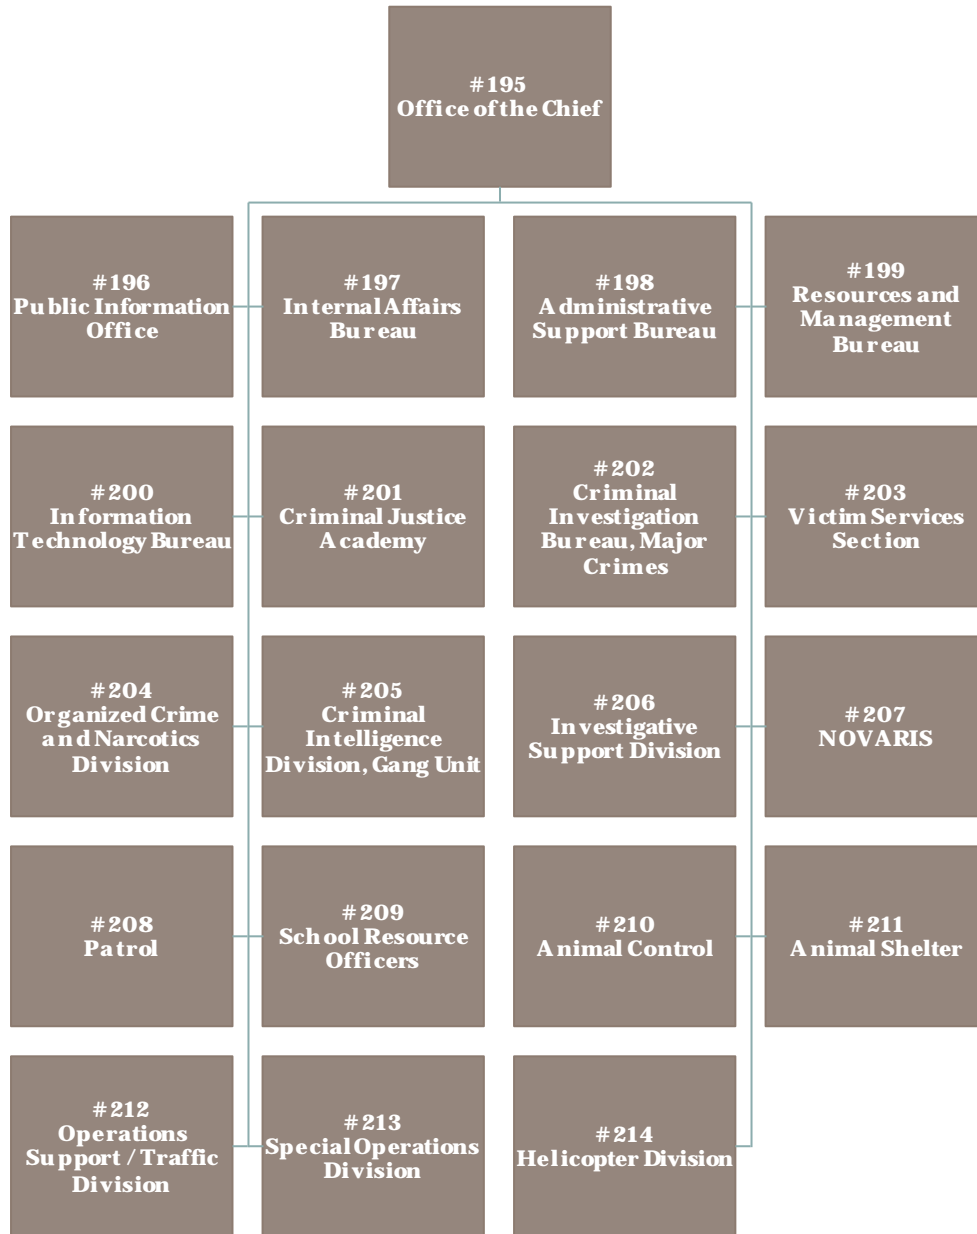 #195
Office of the Chief
#196
Public Information
Office
#197
Internal Affairs
Bureau
#198
Administrative
Support Bureau
#199
Resources and
Management
Bureau
#200
Information
Technology Bureau
#201
Criminal Justice
Academy
#202
Criminal
Investigation
Bureau, Major
Crimes
#203
Victim Services
Section
#204
Organized Crime
and Narcotics
Division
#205
Criminal
Intelligence
Division, Gang Unit
#206
Investigative
Support Division
#207
NOVARIS
#208
Patrol
#209
School Resource
Officers
#210
Animal Control
#211
Animal Shelter
#212
Operations
Support / Traffic
Division
#213
Special Operations
Division
#214
Helicopter Division